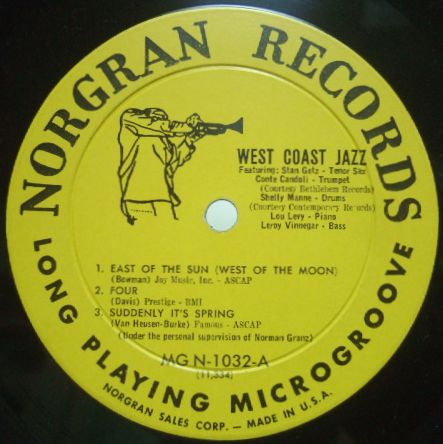 NORGRAN RECORDS
WEST COAST JAZZ
Featuring: Stan Getz - Tenor Sax
Conte Candoli - Trumpet
(Courtesy Bethlehem Records)
Shelly Manne - Drums
(Courtery Contemporary Records)
Lou Levy - Piano
Leroy Vinnegar - Bass
1. EAST OF THE SUN (WEST OF THE MOON)
(Bowman) Joy Music, Inc. - ASCAP
2. FOUR
(Davis) Prestige - BMI
3. SUDDENLY IT'S SPRING
(Van Heusen-Burke) Famous - ASCAP
(Under the personal supervision of Norman Granz)
MG N-1032-A
(11,334)
LONG PLAYING MICROGROOVE
NORGRAN SALES CORP. - MADE IN U.S.A.